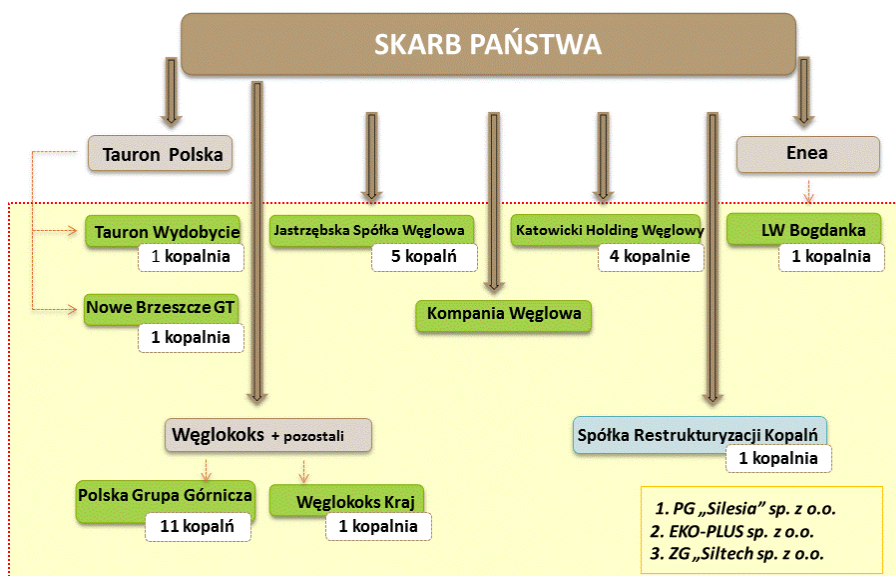 SKARB PAŃSTWA
Tauron Polska
Enea
Tauron Wydobycie
1 kopalnia
Jastrzębska Spółka Węglowa
5 kopalń
Katowicki Holding Węglowy
4 kopalnie
LW Bogdanka
1 kopalnia
Nowe Brzeszcze GT
1 kopalnia
Kompania Węglowa
Węglokoks + pozostali
Spółka Restrukturyzacji Kopalń
1 kopalnia
Polska Grupa Górnicza
11 kopalń
Węglokoks Kraj
1 kopalnia
1. PG „Silesia” sp. z o.o.
2. EKO-PLUS sp. z o.o.
3. ZG „Siltech sp. z o.o.